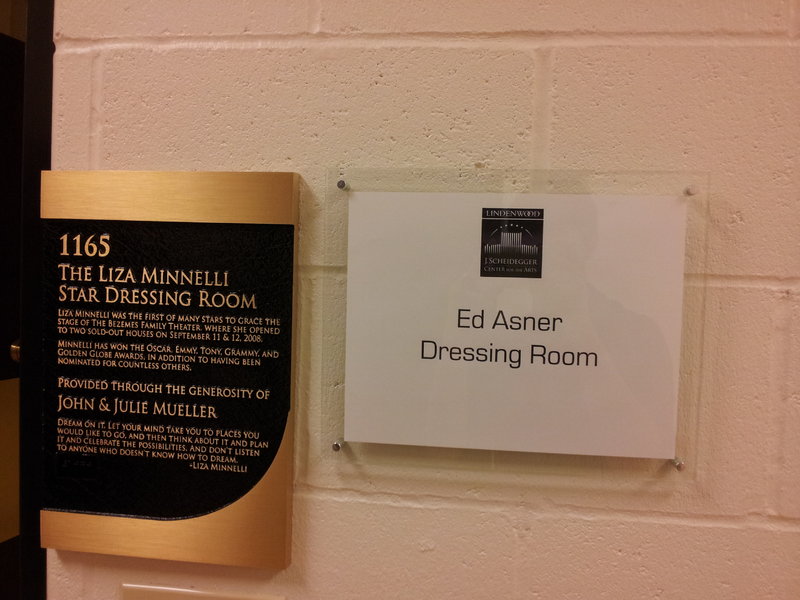 1165
THE LIZA MINNELLI
STAR DRESSING ROOM
LIZA MINNELLI WAS THE FIRST OF MANY STARS TO GRACE THE
STAGE OF THE BEZEMES FAMILY THEATER, WHERE SHE OPENED
TO TWO SOLD-OUT HOUSES ON SEPTEMBER 11 & 12, 2008.
MINNELLI HAS WON THE OSCAR, EMMY, TONY, GRAMMY, AND
GOLDEN GLOBE AWARDS, IN ADDITION TO HAVING BEEN
NOMINATED FOR COUNTLESS OTHERS.
PROVIDED THROUGH THE GENEROSITY OF
JOHN & JULIE MUELLER
DREAM ON IT. LET YOUR MIND TAKE YOU TO PLACES YOU
WOULD LIKE TO GO, AND THEN THINK ABOUT IT AND PLAN
IT AND CELEBRATE THE POSSIBILITIES. AND DON'T LISTEN
TO ANYONE WHO DOESN'T KNOW HOW TO DREAM.
-LIZA MINNELLI
LINDENWOOD
J. SCHEIDEGGER
CENTER FOR THE ARTS
Ed Asner
Dressing Room